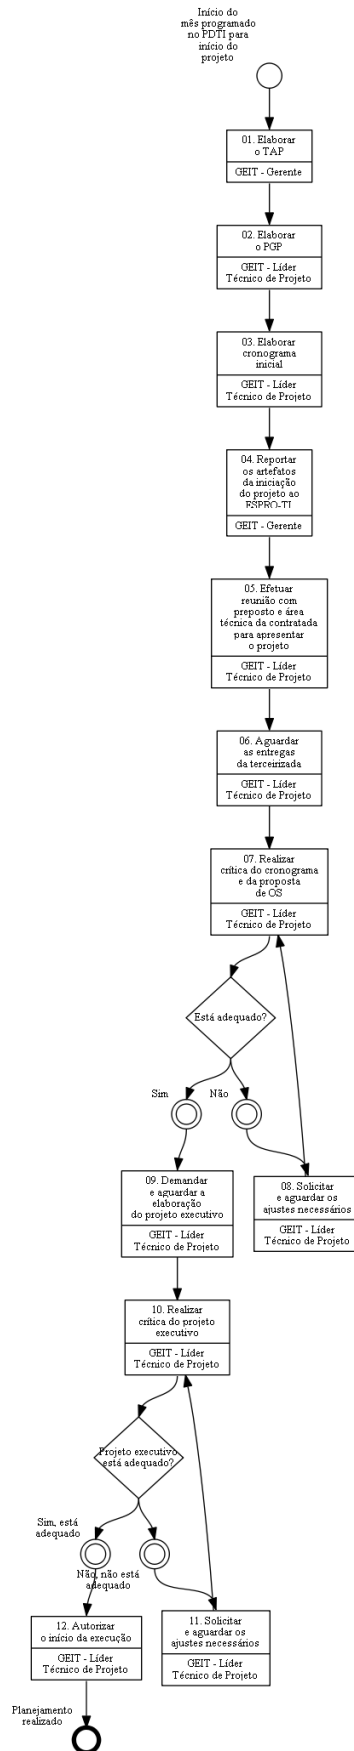 Início do
mês programado
no PDTI para
início do
projeto
01. Elaborar
o TAP
GEIT - Gerente
02. Elaborar
o PGP
GEIT - Líder
Técnico de Projeto
03. Elaborar
cronograma
inicial
GEIT - Líder
Técnico de Projeto
04. Reportar
os artefatos
da iniciação
do projeto ao
ESPRO-TI
GEIT - Gerente
05. Efetuar
reunião com
preposto e área
técnica da contratada
para apresentar
o projeto
GEIT - Líder
Técnico de Projeto
06. Aguardar
as entregas
da terceirizada
GEIT - Líder
Técnico de Projeto
07. Realizar
crítica do cronograma
e da proposta
de OS
GEIT - Líder
Técnico de Projeto
Está adequado?
Sim
Não
09. Demandar
e aguardar a
elaboração
do projeto executivo
GEIT - Líder
Técnico de Projeto
08. Solicitar
e aguardar os
ajustes necessários
GEIT - Líder
Técnico de Projeto
10. Realizar
crítica do projeto
executivo
GEIT - Líder
Técnico de Projeto
Projeto executivo
está adequado?
Sim, está
adequado
Não, não está
adequado
12. Autorizar
o início da execução
GEIT - Líder
Técnico de Projeto
11. Solicitar
e aguardar os
ajustes necessários
GEIT - Líder
Técnico de Projeto
Planejamento
realizado